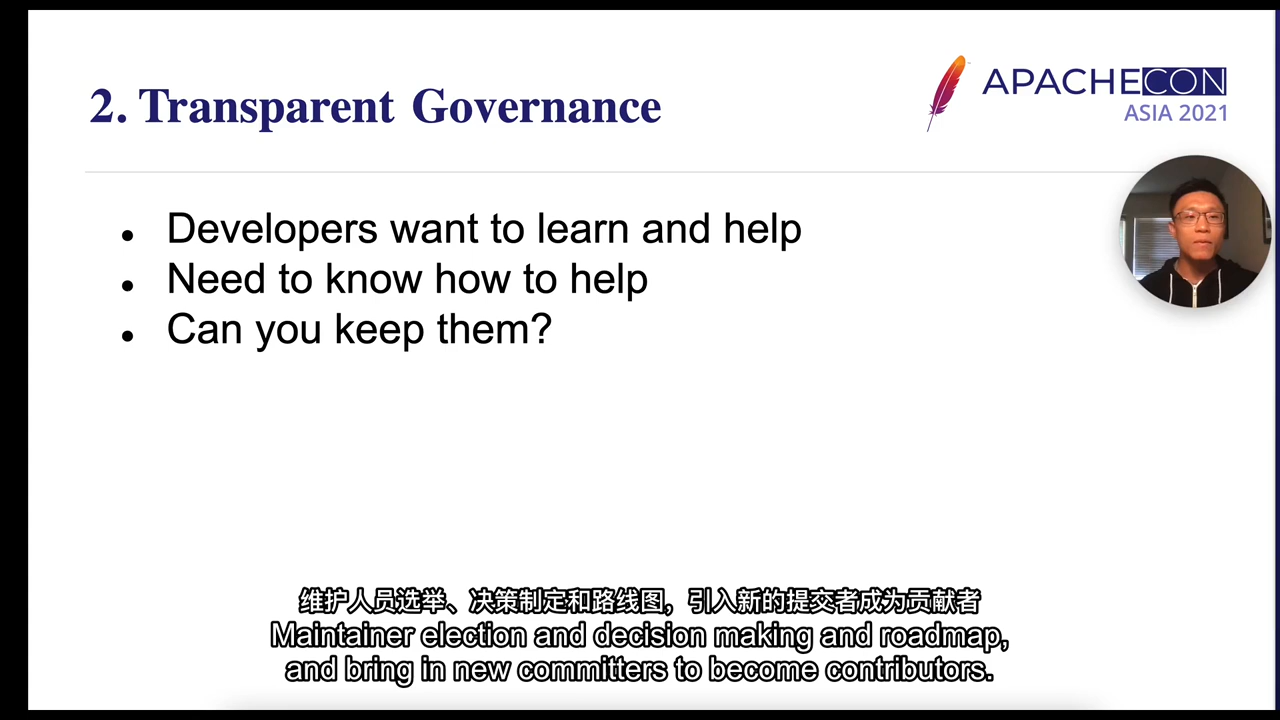 2. Transparent Governance
APACHECON
ASIA 2021
Developers want to learn and help
Need to know how to help
Can you keep them?
维护人员选举、决策制定和路线图，引入新的提交者成为贡献者
Maintainer election and decision making and roadmap,
and bring in new committers to become contributors.